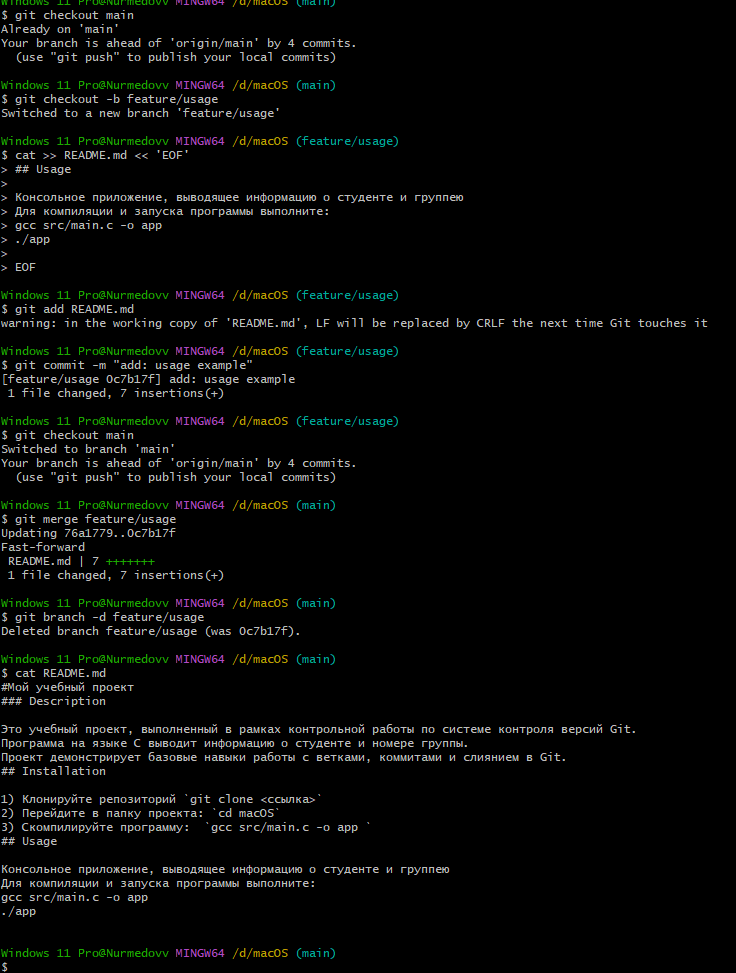 Windows 11 Pro@Nurmedovv MINGW64 /d/macOS (main)
$ git checkout main
Already on 'main'
Your branch is ahead of 'origin/main' by 4 commits.
  (use "git push" to publish your local commits)

Windows 11 Pro@Nurmedovv MINGW64 /d/macOS (main)
$ git checkout -b feature/usage
Switched to a new branch 'feature/usage'

Windows 11 Pro@Nurmedovv MINGW64 /d/macOS (feature/usage)
$ cat >> README.md << 'EOF'
> ## Usage
>
> Консольное приложение, выводящее информацию о студенте и группею
> Для компиляции и запуска программы выполните:
> gcc src/main.c -o app
> ./app
>
> EOF

Windows 11 Pro@Nurmedovv MINGW64 /d/macOS (feature/usage)
$ git add README.md
warning: in the working copy of 'README.md', LF will be replaced by CRLF the next time Git touches it

Windows 11 Pro@Nurmedovv MINGW64 /d/macOS (feature/usage)
$ git commit -m "add: usage example"
[feature/usage 0c7b17f] add: usage example
 1 file changed, 7 insertions(+)

Windows 11 Pro@Nurmedovv MINGW64 /d/macOS (feature/usage)
$ git checkout main
Switched to branch 'main'
Your branch is ahead of 'origin/main' by 4 commits.
  (use "git push" to publish your local commits)

Windows 11 Pro@Nurmedovv MINGW64 /d/macOS (main)
$ git merge feature/usage
Updating 76a1779..0c7b17f
Fast-forward
 README.md | 7 +++++++
 1 file changed, 7 insertions(+)

Windows 11 Pro@Nurmedovv MINGW64 /d/macOS (main)
$ git branch -d feature/usage
Deleted branch feature/usage (was 0c7b17f).

Windows 11 Pro@Nurmedovv MINGW64 /d/macOS (main)
$ cat README.md
#Мой учебный проект
### Description

Это учебный проект, выполненный в рамках контрольной работы по системе контроля версий Git.
Программа на языке С выводит информацию о студенте и номере группы.
Проект демонстрирует базовые навыки работы с ветками, коммитами и слиянием в Git.
## Installation

1) Клонируйте репозиторий `git clone <ссылка>`
2) Перейдите в папку проекта: `cd macOS`
3) Скомпилируйте программу:  `gcc src/main.c -o app `
## Usage

Консольное приложение, выводящее информацию о студенте и группею
Для компиляции и запуска программы выполните:
gcc src/main.c -o app
./app


Windows 11 Pro@Nurmedovv MINGW64 /d/macOS (main)
$